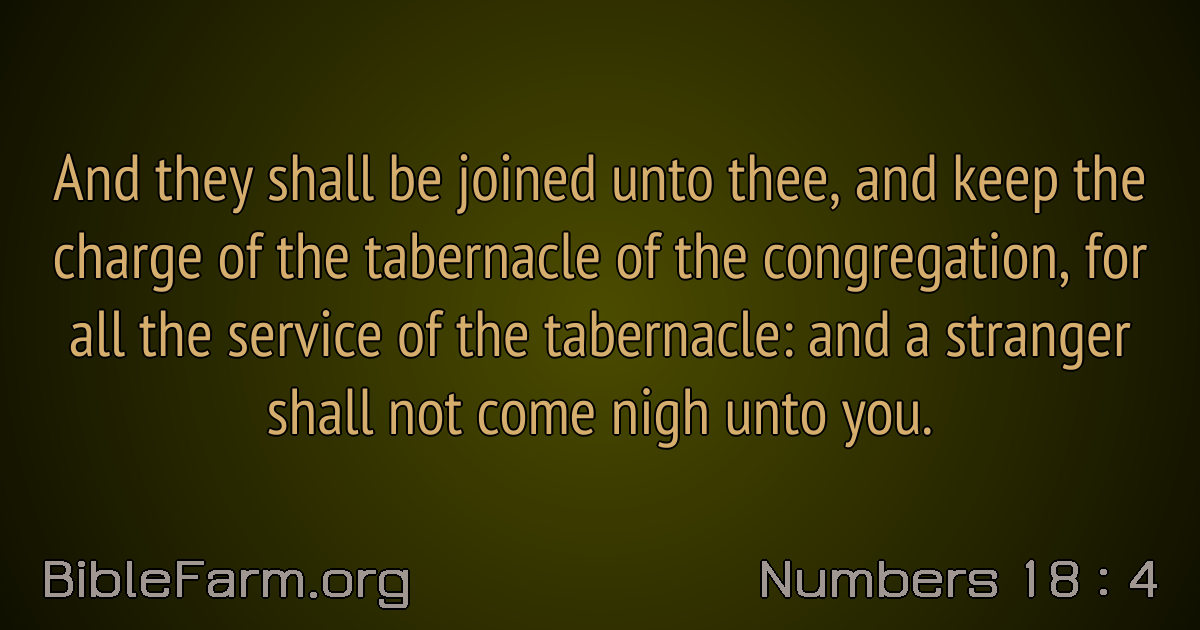 And they shall be joined unto thee, and keep the
charge of the tabernacle of the congregation, for
all the service of the tabernacle: and a stranger
shall not come nigh unto you.
BibleFarm.org
Numbers 18 : 4